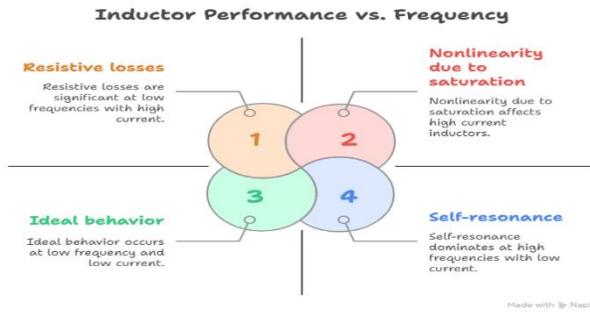 Inductor Performance vs. Frequency
Resistive losses
Resistive losses are
significant at low
frequencies with high
current.
1
Nonlinearity
due to
saturation
Nonlinearity due to
saturation affects
high current
inductors.
2
3
Ideal behavior
Ideal behavior occurs
at low frequency and
low current.
4
Self-resonance
Self-resonance
dominates at high
frequencies with low
current.
Made with Nap